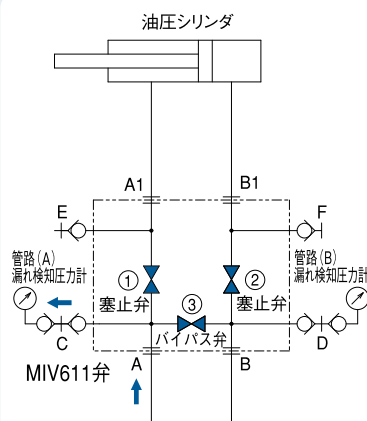 油圧シリンダ
A1
B1
E
F
管路(A)
漏れ検知圧力計
管路(B)
漏れ検知圧力計
①
②
塞止弁
③
塞止弁
バイパス弁
C
D
MIV611弁
A
B